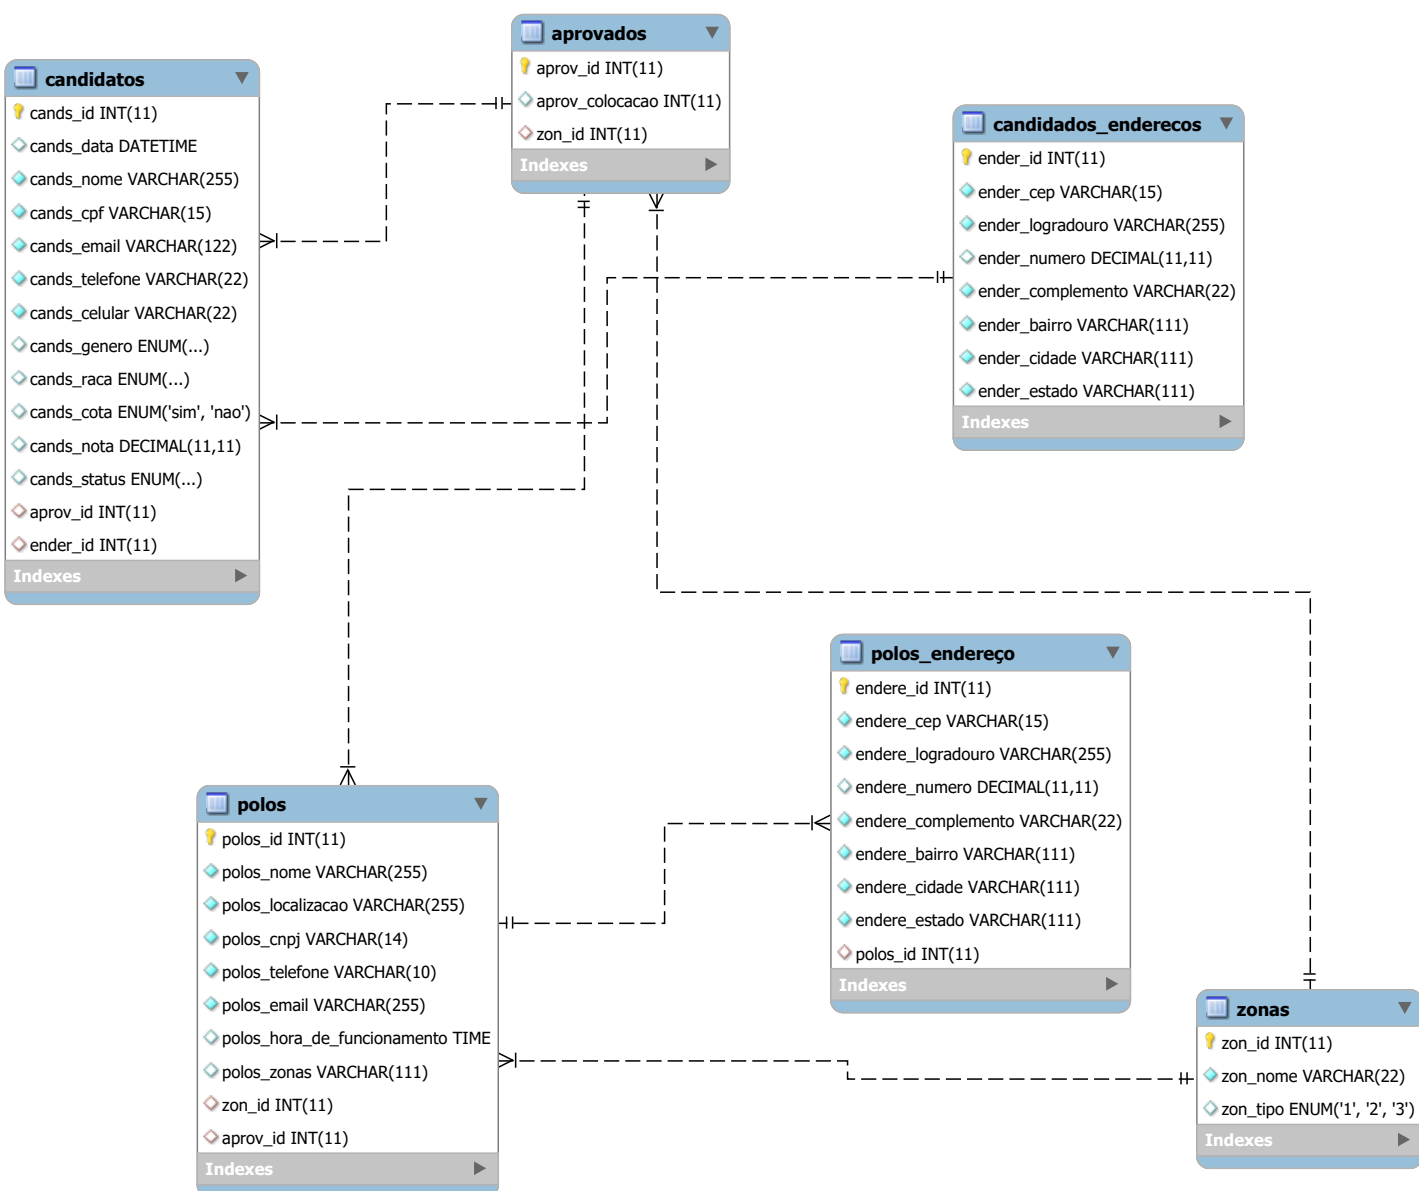 candidatos
cands_id INT(11)
cands_data DATETIME
cands_nome VARCHAR(255)
cands_cpf VARCHAR(15)
cands_email VARCHAR(122)
cands_telefone VARCHAR(22)
cands_celular VARCHAR(22)
cands_genero ENUM(...)
cands_raca ENUM(...)
cands_cota ENUM('sim', 'nao')
cands_nota DECIMAL(11,11)
cands_status ENUM(...)
aprov_id INT(11)
ender_id INT(11)
Indexes
aprovados
aprov_id INT(11)
aprov_colocacao INT(11)
zon_id INT(11)
Indexes
candidados_enderecos
ender_id INT(11)
ender_cep VARCHAR(15)
ender_logradouro VARCHAR(255)
ender_numero DECIMAL(11,11)
ender_complemento VARCHAR(22)
ender_bairro VARCHAR(111)
ender_cidade VARCHAR(111)
ender_estado VARCHAR(111)
Indexes
polos_endereço
endere_id INT(11)
endere_cep VARCHAR(15)
endere_logradouro VARCHAR(255)
endere_numero DECIMAL(11,11)
endere_complemento VARCHAR(22)
endere_bairro VARCHAR(111)
endere_cidade VARCHAR(111)
endere_estado VARCHAR(111)
polos_id INT(11)
Indexes
polos
polos_id INT(11)
polos_nome VARCHAR(255)
polos_localizacao VARCHAR(255)
polos_cnpj VARCHAR(14)
polos_telefone VARCHAR(10)
polos_email VARCHAR(255)
polos_hora_de_funcionamento TIME
polos_zonas VARCHAR(111)
zon_id INT(11)
aprov_id INT(11)
Indexes
zonas
zon_id INT(11)
zon_nome VARCHAR(22)
zon_tipo ENUM('1', '2', '3')
Indexes